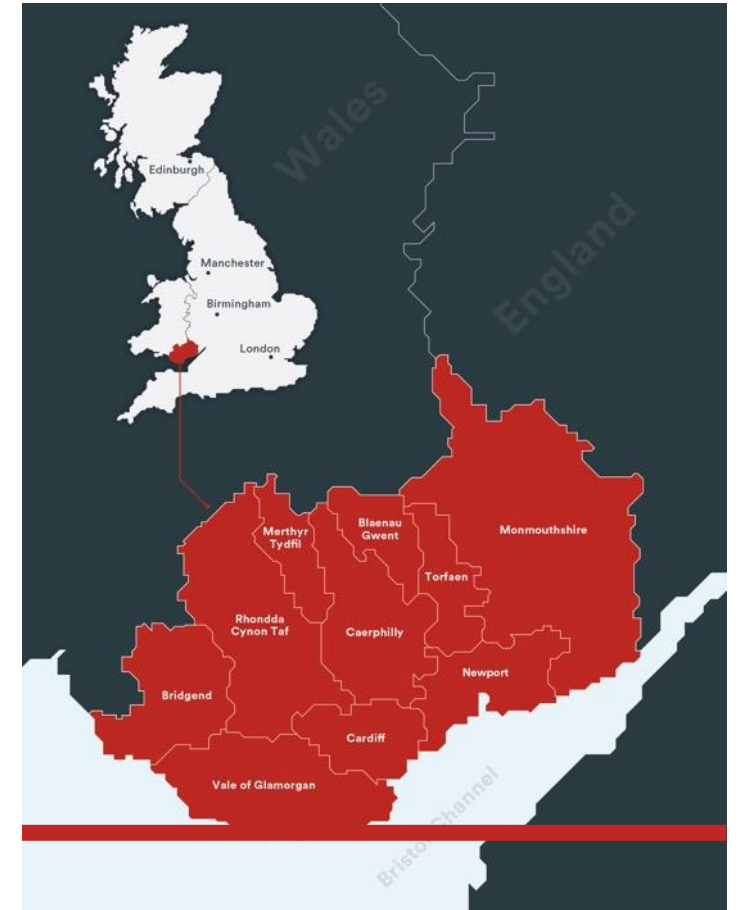 Wales
England
Edinburgh
Manchester
Birmingham
London
Merthyr
Tydfil
Blaenau
Gwent
Monmouthshire
Torfaen
Rhondda
Cynon Taf
Caerphilly
Newport
Bridgend
Cardiff
Vale of Glamorgan
Bristol Channel